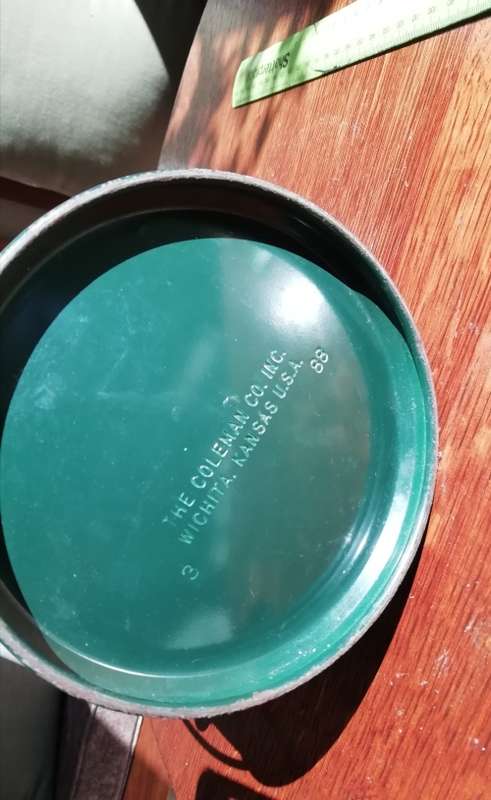 THE COLEMAN CO. INC.
WICHITA, KANSAS U.S.A.
3
88